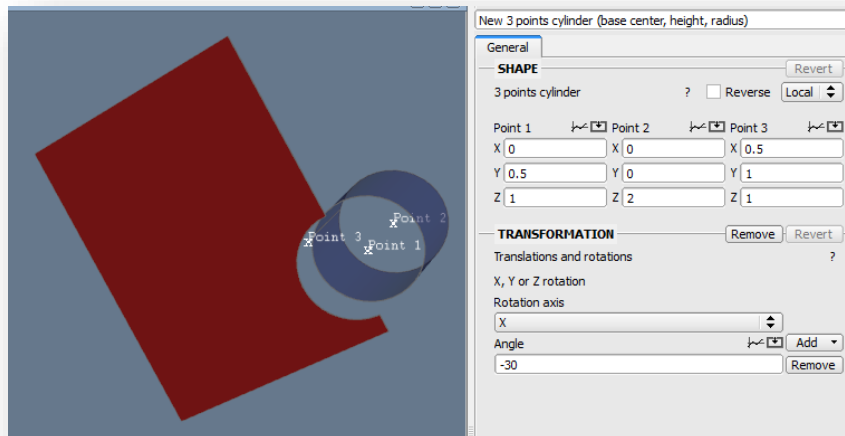 New 3 points cylinder (base center, height, radius)
General
SHAPE Revert
3 points cylinder ? Reverse Local
Point 1 Point 2 Point 3
X 0 X 0 X 0.5
Y 0.5 Y 0 Y 1
Z 1 Z 2 Z 1
TRANSFORMATION Remove Revert
Translations and rotations ?
X, Y or Z rotation
Rotation axis
X
Angle Add
-30 Remove
x Point 2
x Point 3
x Point 1